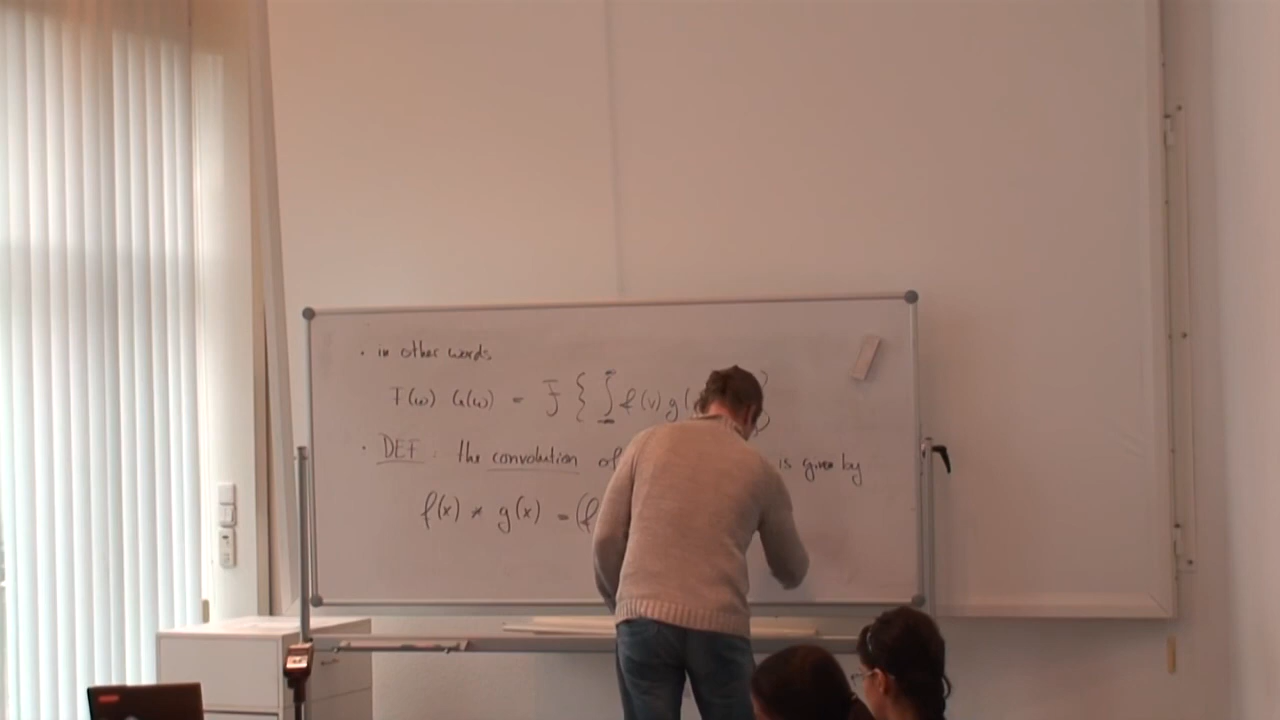 · in other words
F(ω) G(ω) = F { ∫ f(v) g(
· DEF : the convolution of is given by
f(x) * g(x) = (f